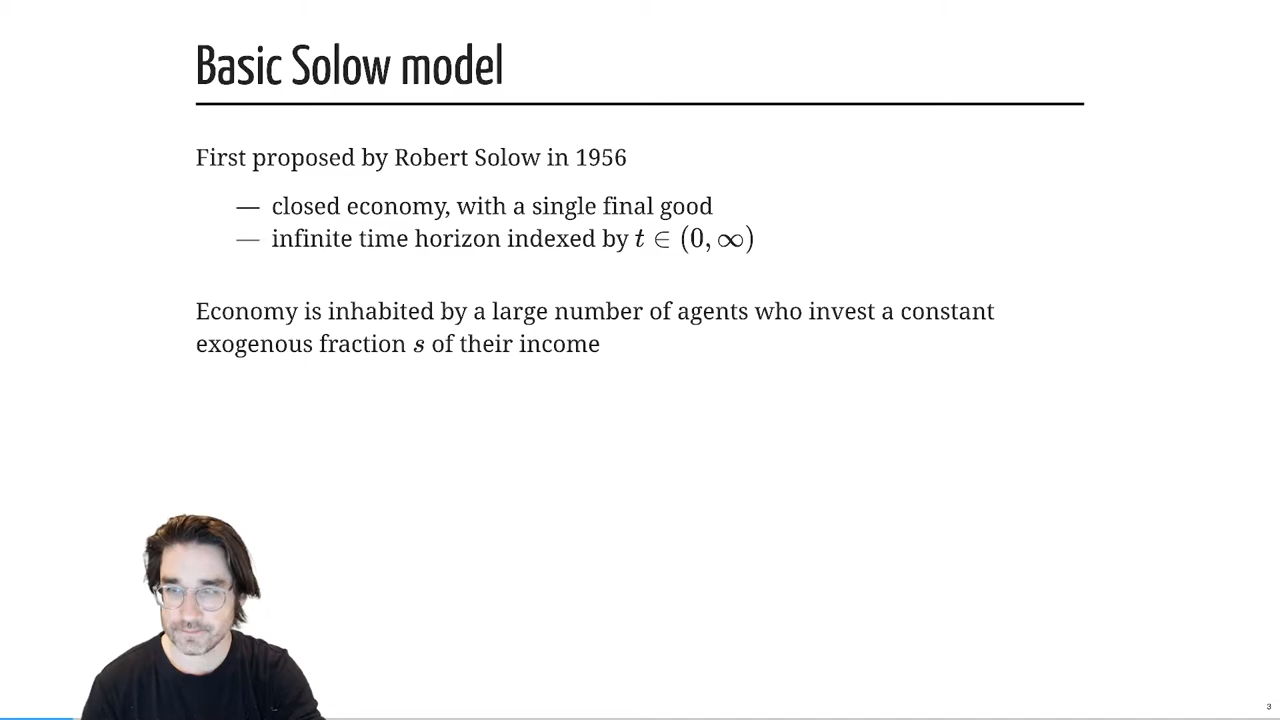 Basic Solow model
First proposed by Robert Solow in 1956
— closed economy, with a single final good
— infinite time horizon indexed by t ∈ (0, ∞)
Economy is inhabited by a large number of agents who invest a constant
exogenous fraction s of their income
3